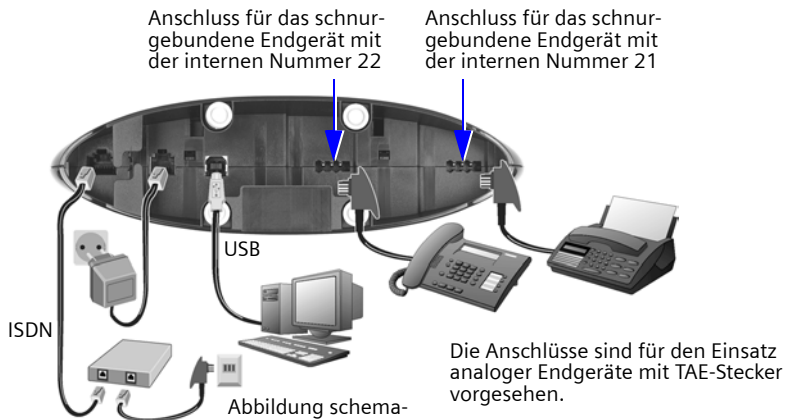 Anschluss für das schnur-
gebundene Endgerät mit
der internen Nummer 22
Anschluss für das schnur-
gebundene Endgerät mit
der internen Nummer 21
USB
ISDN
Die Anschlüsse sind für den Einsatz
analoger Endgeräte mit TAE-Stecker
vorgesehen.
Abbildung schema-